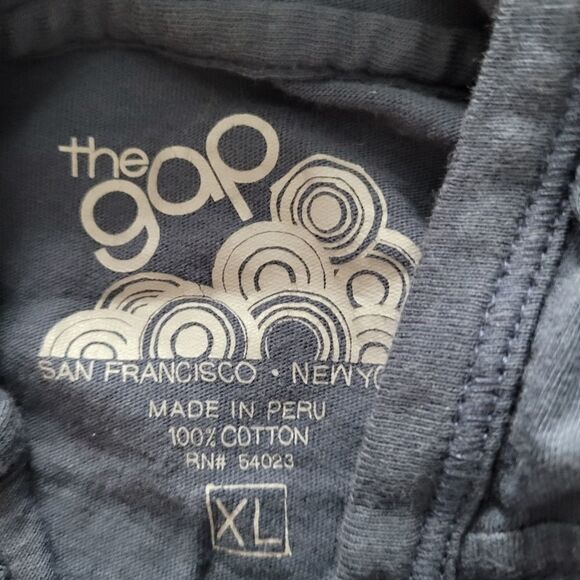 the
gap
SAN FRANCISCO • NEW
MADE IN PERU
100% COTTON
RN# 54023
XL